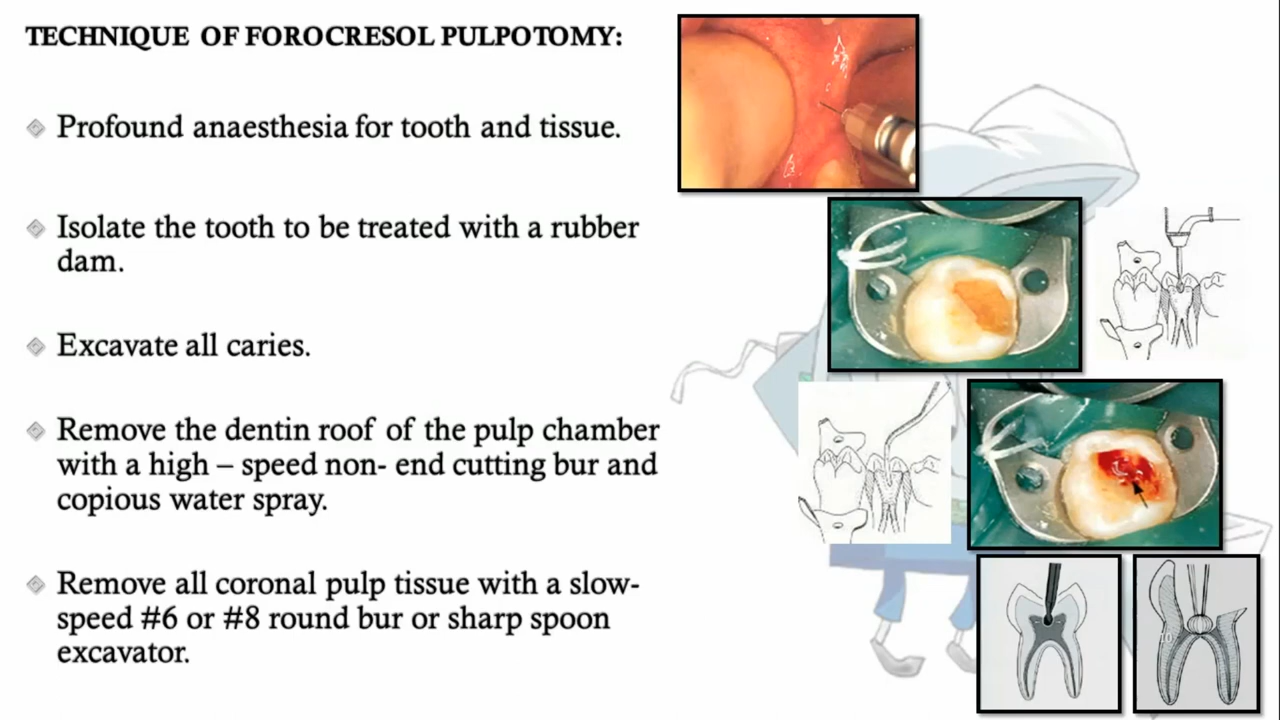 TECHNIQUE OF FOROCRESOL PULPOTOMY:
Profound anaesthesia for tooth and tissue.
Isolate the tooth to be treated with a rubber
dam.
Excavate all caries.
Remove the dentin roof of the pulp chamber
with a high – speed non- end cutting bur and
copious water spray.
Remove all coronal pulp tissue with a slow-
speed #6 or #8 round bur or sharp spoon
excavator.